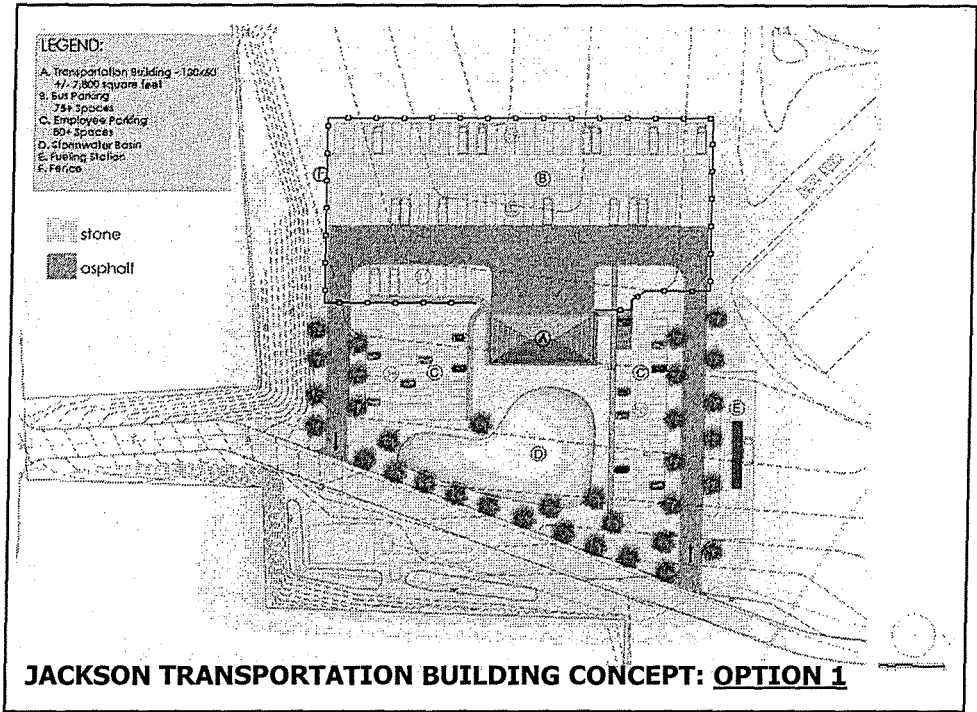 LEGEND:
A. Transportation Building - 130x60
+/- 7,800 square feet
B. Bus Parking
75+ Spaces
C. Employee Parking
80+ Spaces
D. Stormwater Basin
E. Fueling Station
F. Fence
stone
asphalt
F
B
A
C
C
E
D
JACKSON TRANSPORTATION BUILDING CONCEPT: OPTION 1